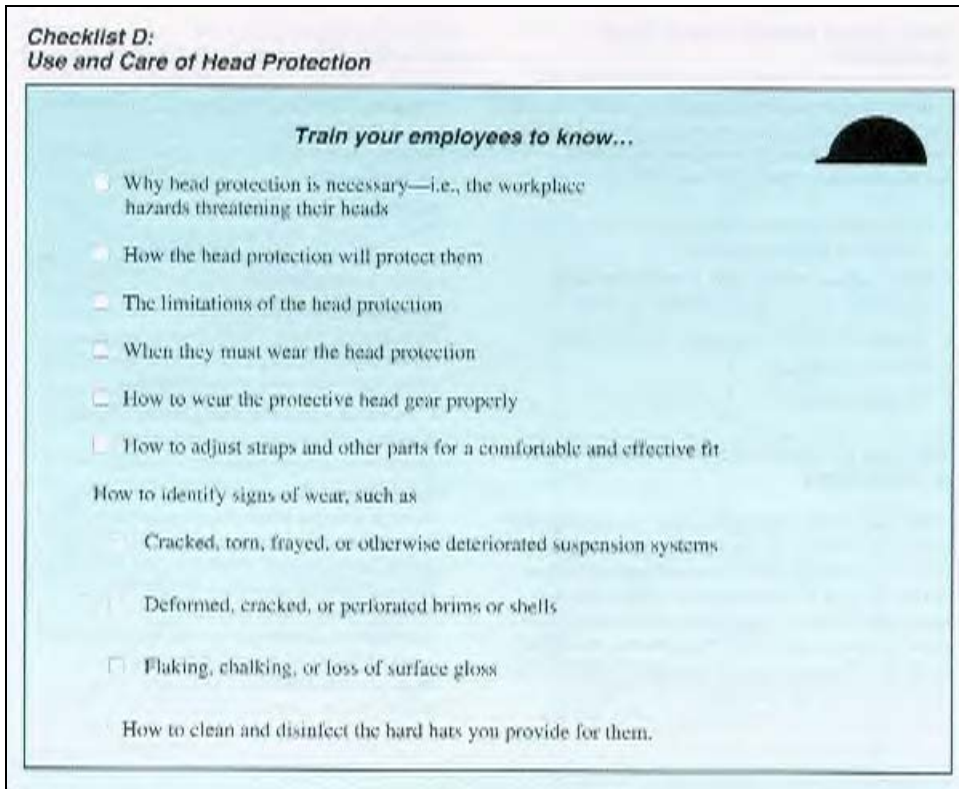 Checklist D:
Use and Care of Head Protection
Train your employees to know...
Why head protection is necessary—i.e., the workplace
hazards threatening their heads
How the head protection will protect them
The limitations of the head protection
When they must wear the head protection
How to wear the protective head gear properly
How to adjust straps and other parts for a comfortable and effective fit
How to identify signs of wear, such as
Cracked, torn, frayed, or otherwise deteriorated suspension systems
Deformed, cracked, or perforated brims or shells
Flaking, chalking, or loss of surface gloss
How to clean and disinfect the hard hats you provide for them.